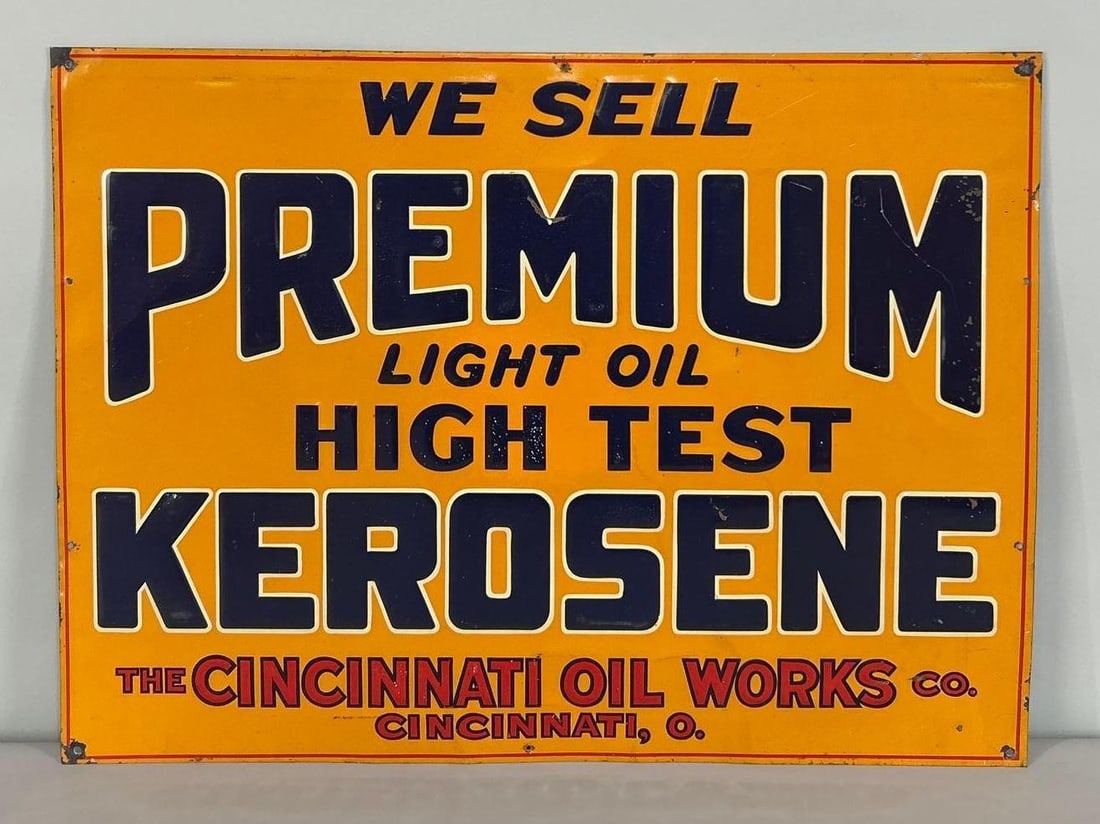 WE SELL
PREMIUM
LIGHT OIL
HIGH TEST
KEROSENE
THE CINCINNATI OIL WORKS CO.
CINCINNATI, O.